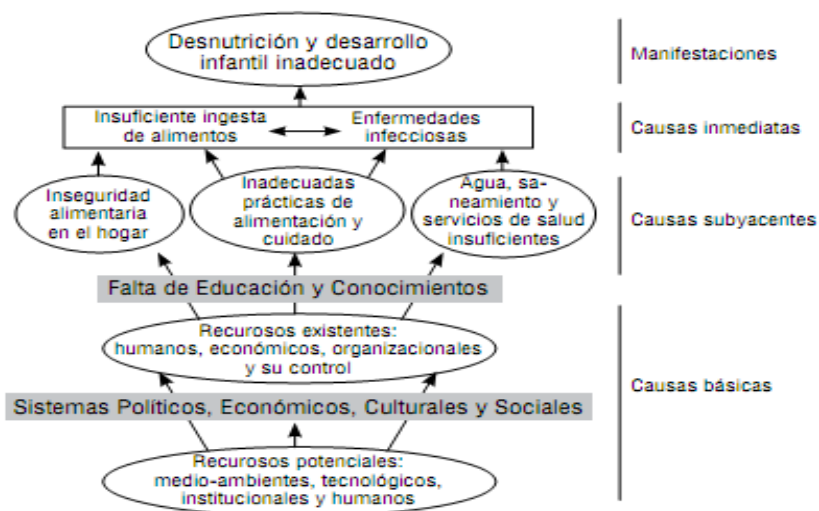 Desnutrición y desarrollo
infantil inadecuado
Manifestaciones
Insuficiente ingesta
de alimentos
Enfermedades
infecciosas
Causas inmediatas
Inseguridad
alimentaria
en el hogar
Inadecuadas
prácticas de
alimentación y
cuidado
Agua, sa-
neamiento y
servicios de salud
insuficientes
Causas subyacentes
Falta de Educación y Conocimientos
Recurosos existentes:
humanos, económicos, organizacionales
y su control
Causas básicas
Sistemas Políticos, Económicos, Culturales y Sociales
Recurosos potenciales:
medio-ambientes, tecnológicos,
institucionales y humanos